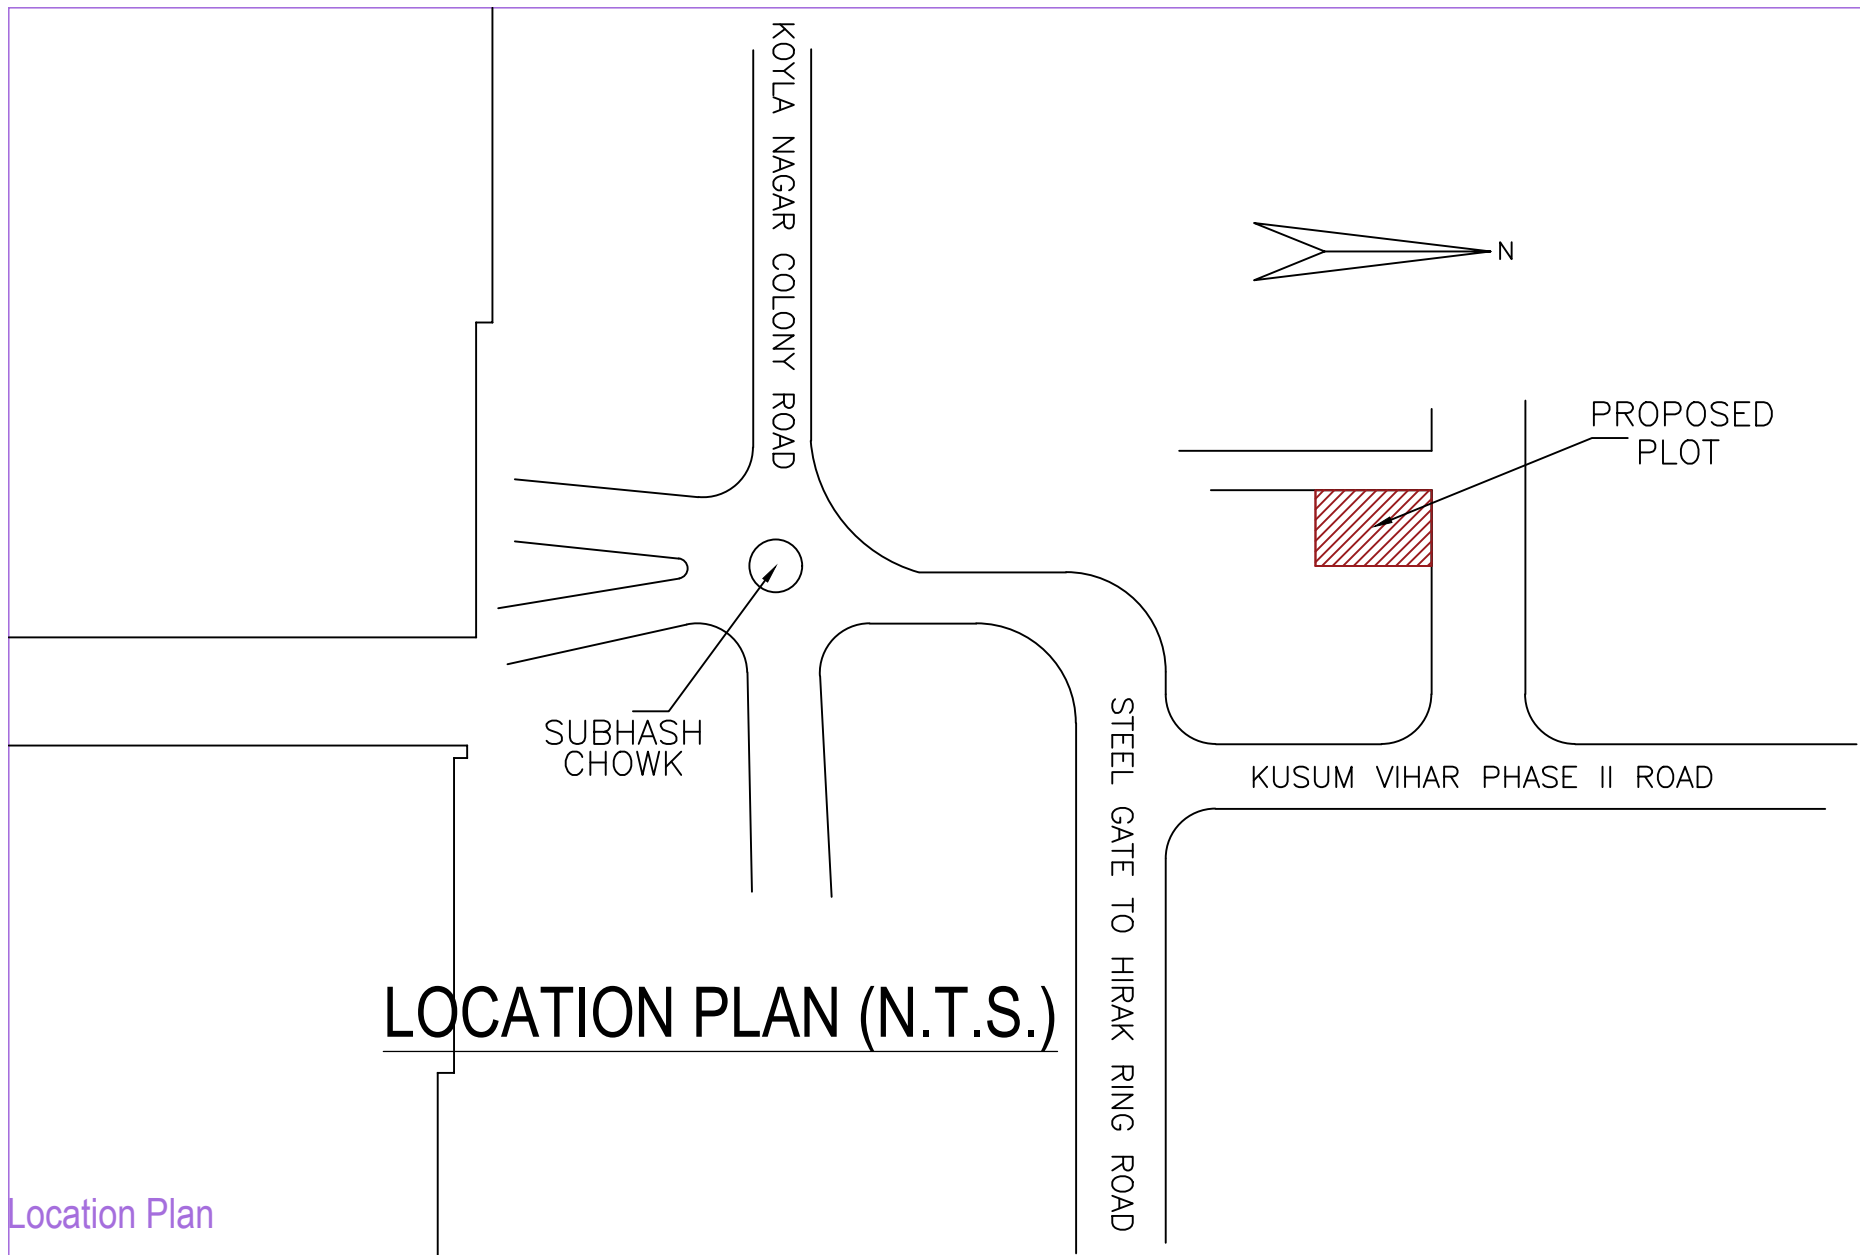 KOYLA NAGAR COLONY ROAD
N
PROPOSED
PLOT
SUBHASH
CHOWK
STEEL GATE TO HIRAK RING ROAD
KUSUM VIHAR PHASE II ROAD
LOCATION PLAN (N.T.S.)
Location Plan